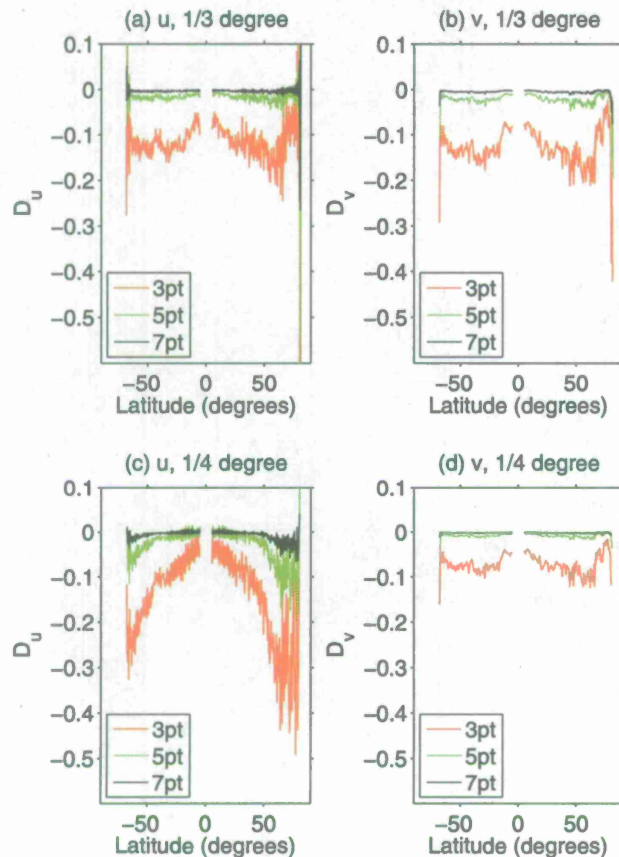 (a) u, 1/3 degree
(b) v, 1/3 degree
0.1
0
−0.1
−0.2
−0.3
−0.4
−0.5
D_u
3pt
5pt
7pt
−50 0 50
Latitude (degrees)
0.1
0
−0.1
−0.2
−0.3
−0.4
−0.5
D_v
3pt
5pt
7pt
−50 0 50
Latitude (degrees)
(c) u, 1/4 degree
(d) v, 1/4 degree
0.1
0
−0.1
−0.2
−0.3
−0.4
−0.5
D_u
3pt
5pt
7pt
−50 0 50
Latitude (degrees)
0.1
0
−0.1
−0.2
−0.3
−0.4
−0.5
D_v
3pt
5pt
7pt
−50 0 50
Latitude (degrees)